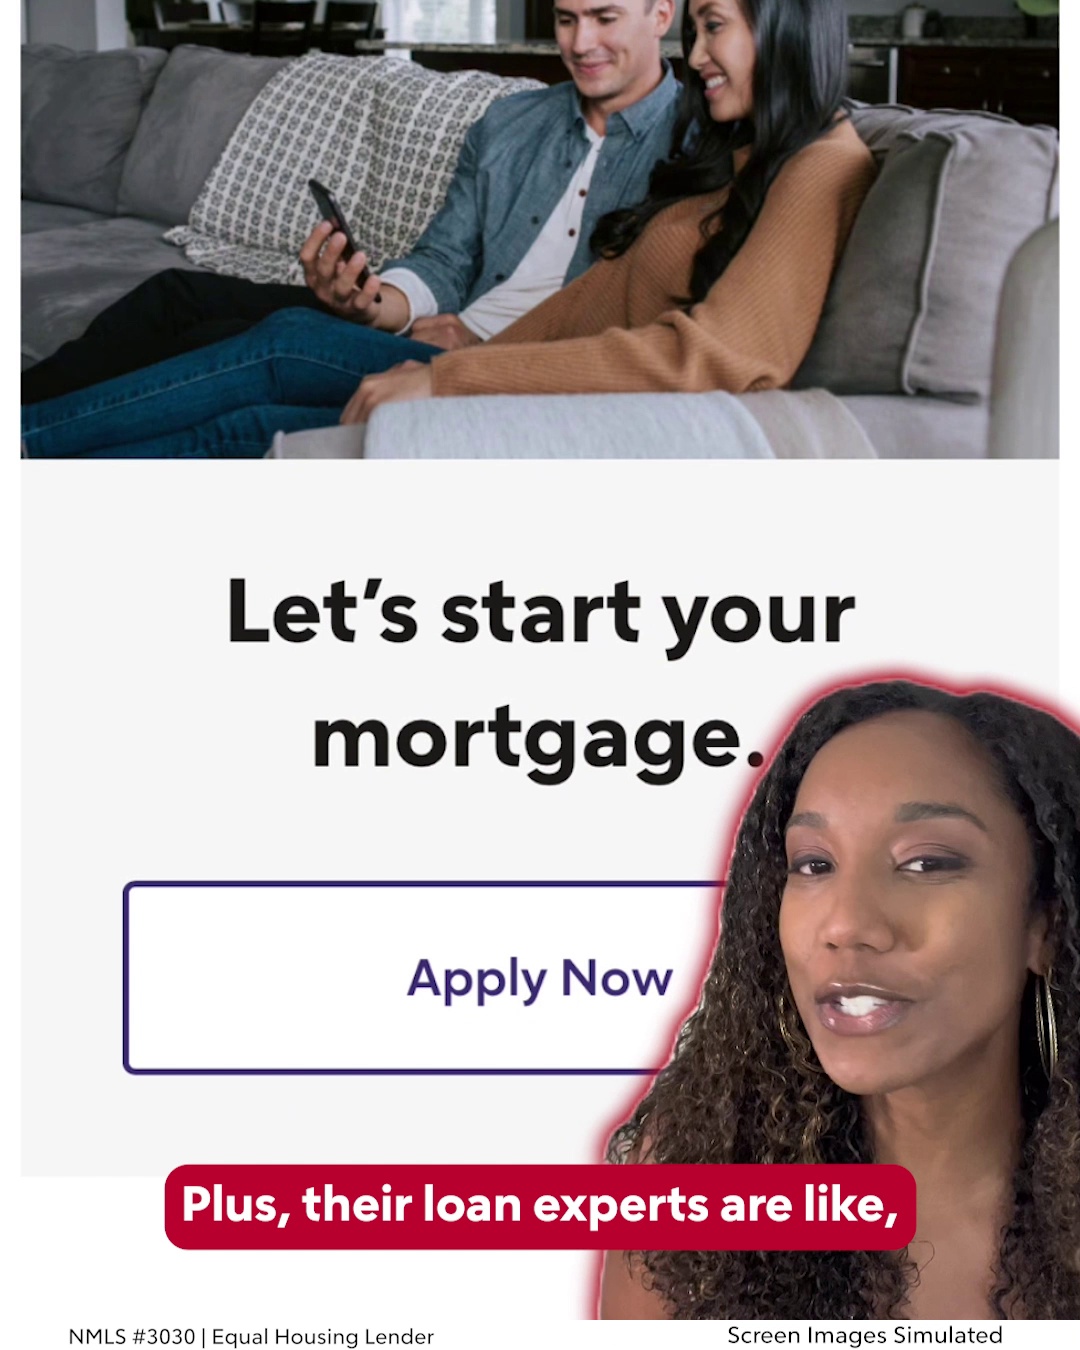 Let's start your
mortgage.
Apply Now
Plus, their loan experts are like,
NMLS #3030 | Equal Housing Lender
Screen Images Simulated